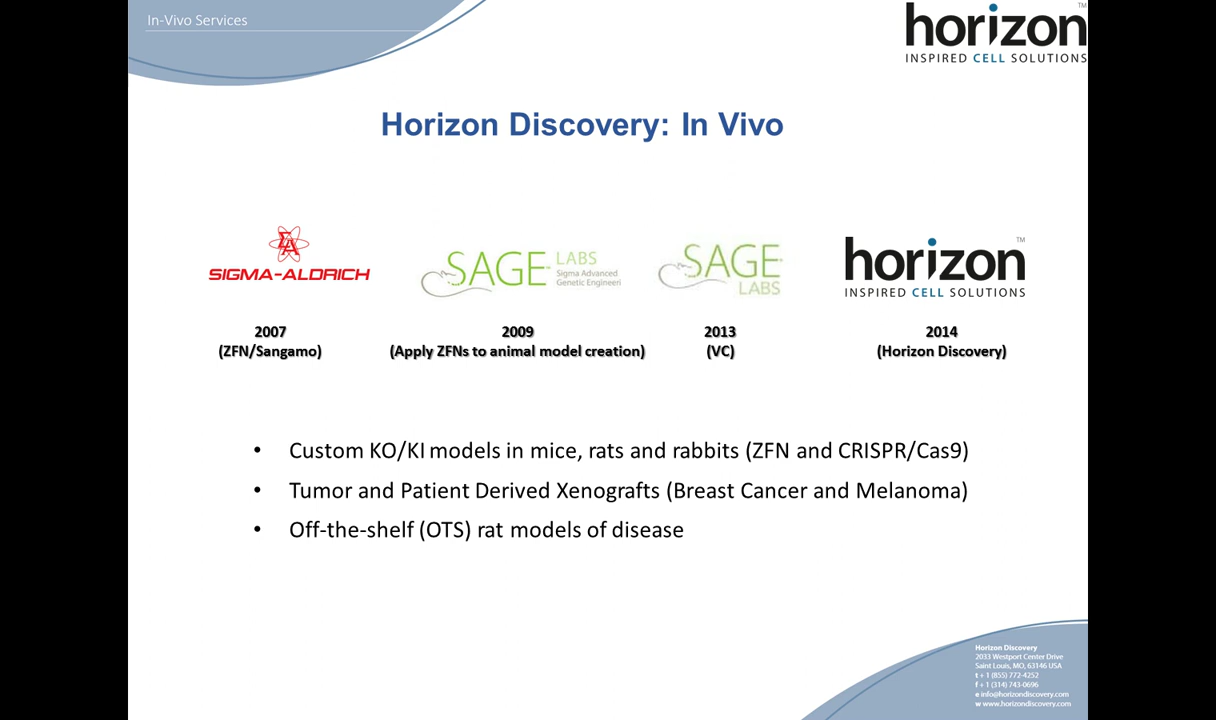 In-Vivo Services
horizon™
INSPIRED CELL SOLUTIONS
Horizon Discovery: In Vivo
SIGMA-ALDRICH
SAGE™ LABS
Sigma Advanced
Genetic Engineeri
SAGE
LABS
horizon™
INSPIRED CELL SOLUTIONS
2007
(ZFN/Sangamo)
2009
(Apply ZFNs to animal model creation)
2013
(VC)
2014
(Horizon Discovery)
• Custom KO/KI models in mice, rats and rabbits (ZFN and CRISPR/Cas9)
• Tumor and Patient Derived Xenografts (Breast Cancer and Melanoma)
• Off-the-shelf (OTS) rat models of disease
Horizon Discovery
2033 Westport Center Drive
Saint Louis, MO, 63146 USA
t + 1 (855) 772-4252
f + 1 (314) 743-0696
e info@horizondiscovery.com
w www.horizondiscovery.com